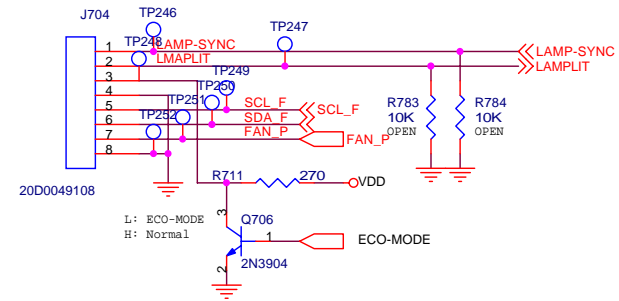 J704
TP246
TP247
TP248
1
LAMP-SYNC
LAMP-SYNC
2
LMAPLIT
LAMPLIT
3
TP249
4
TP250
5
SCL_F
SCL_F
TP251
6
SDA_F
TP252
7
FAN_P
FAN_P
8
R783
10K
OPEN
R784
10K
OPEN
20D0049108
R711
270
VDD
L: ECO-MODE
H: Normal
3
Q706
1
ECO-MODE
2
2N3904